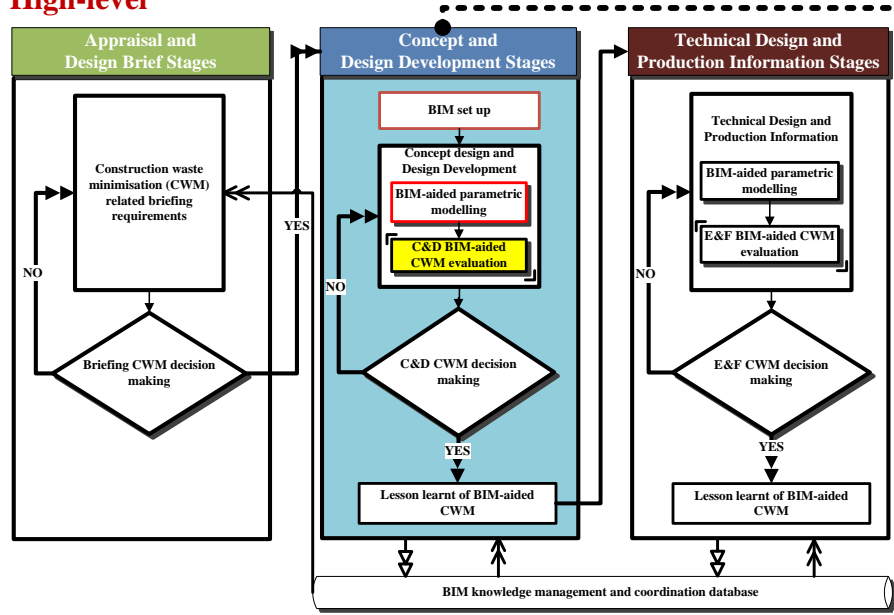 High-level
Appraisal and
Design Brief Stages
Construction waste
minimisation (CWM)
related briefing
requirements
NO
YES
Briefing CWM decision
making
Concept and
Design Development Stages
BIM set up
Concept design and
Design Development
BIM-aided parametric
modelling
C&D BIM-aided
CWM evaluation
NO
C&D CWM decision
making
YES
Lesson learnt of BIM-aided
CWM
Technical Design and
Production Information Stages
Technical Design and
Production Information
BIM-aided parametric
modelling
E&F BIM-aided CWM
evaluation
NO
E&F CWM decision
making
YES
Lesson learnt of BIM-aided
CWM
BIM knowledge management and coordination database